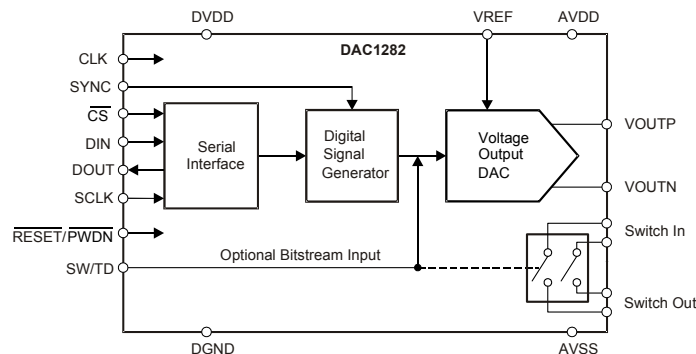 DVDD
VREF
AVDD
DAC1282
CLK
SYNC
CS
DIN
DOUT
SCLK
RESET/PWDN
SW/TD
Serial
Interface
Digital
Signal
Generator
Voltage
Output
DAC
VOUTP
VOUTN
Switch In
Optional Bitstream Input
Switch Out
DGND
AVSS